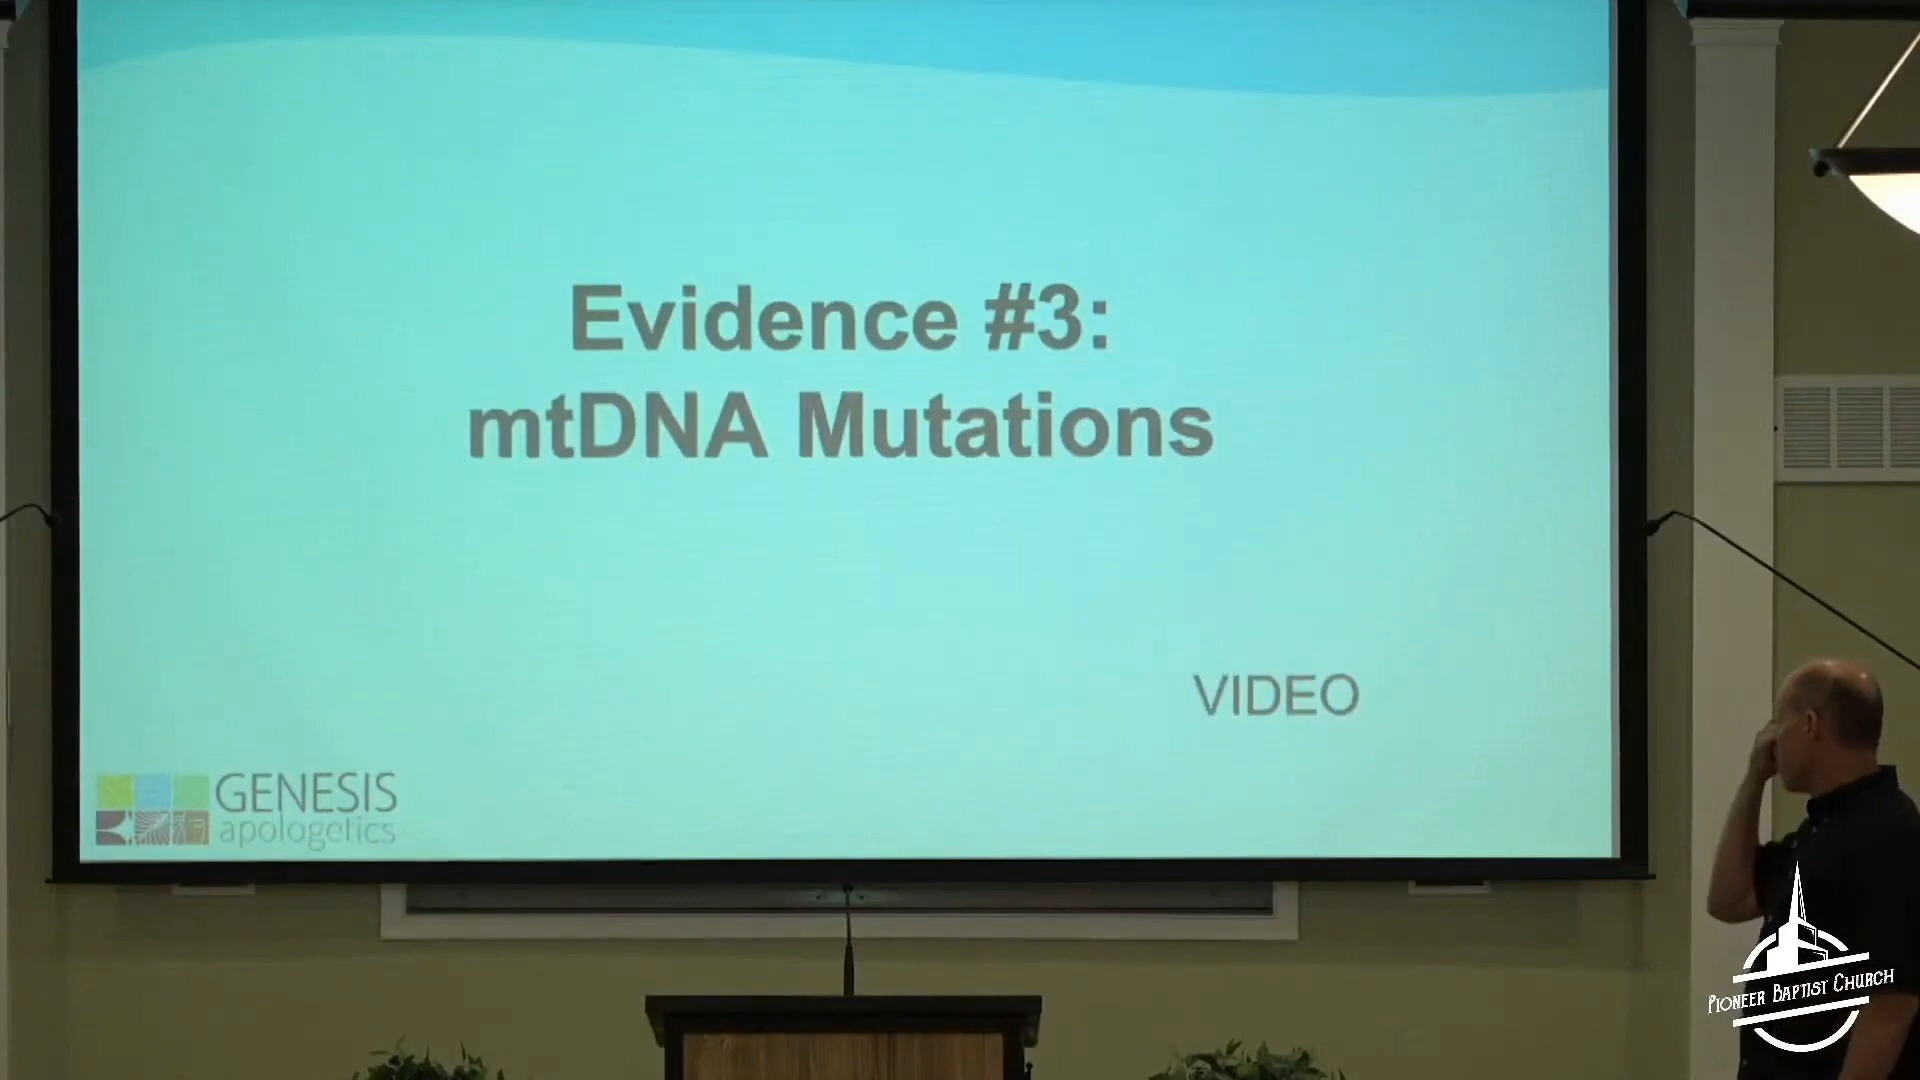 Evidence #3:
mtDNA Mutations
VIDEO
GENESIS
apologetics
PIONEER BAPTIST CHURCH